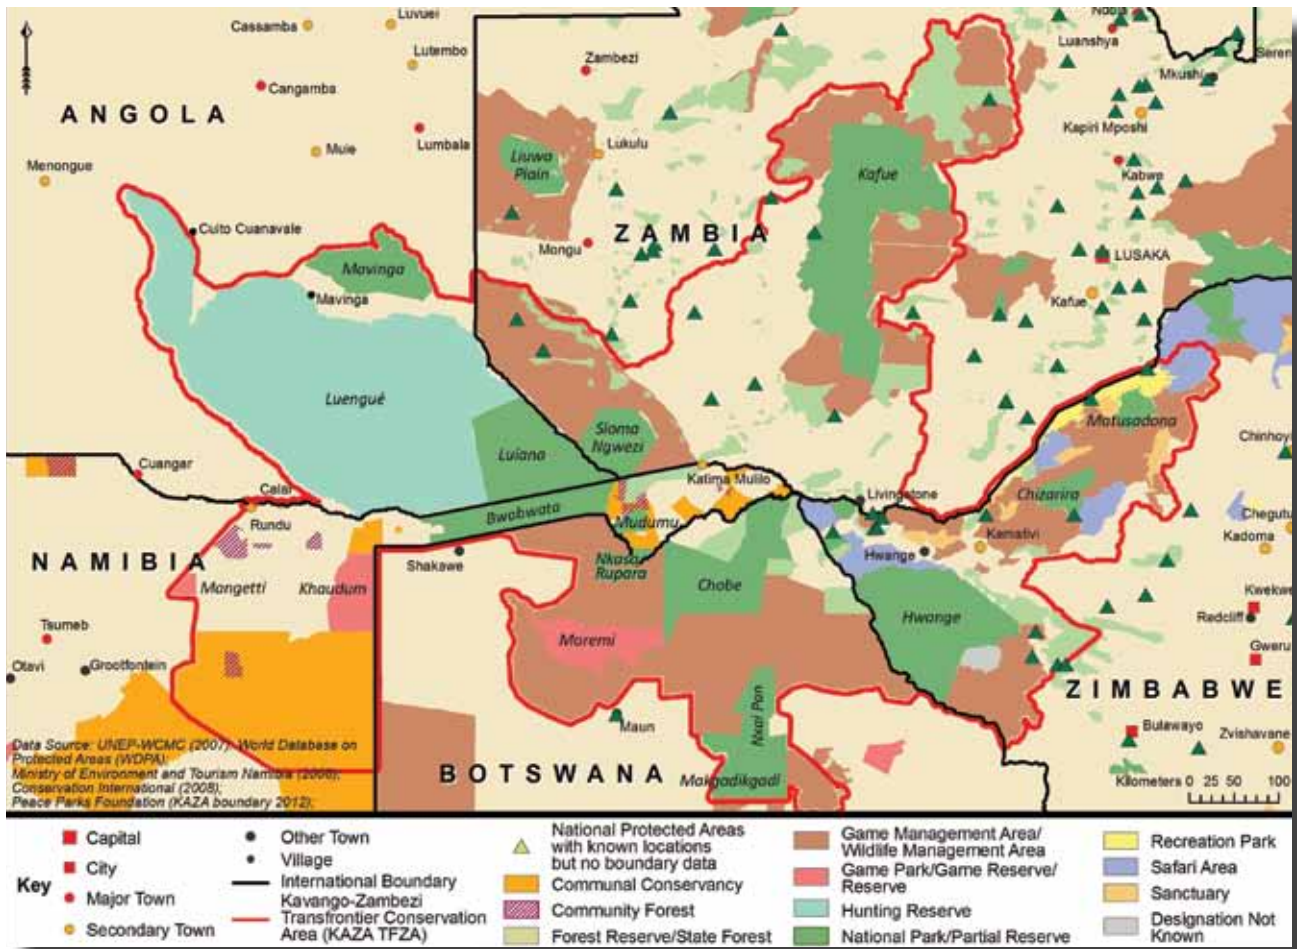 Cassamba
Luvuei
Lutembo
Cangamba
ANGOLA
Lumbala
Muie
Menongue
Cuito Cuanavale
Mavinga
Mavinga
Luengué
Zambezi
Lukulu
Liuwa
Plain
Mongu
ZAMBIA
Kafue
Luanshya
Mkushi
Kapiri Mposhi
Kabwe
LUSAKA
Kafue
Matusadona
Chizarira
Chinhoyi
Chegutu
Kadoma
Kwekwe
Redcliff
Gweru
ZIMBABWE
Bulawayo
Zvishavane
Sioma
Ngwezi
Luiana
Katima Mulilo
Bwabwata
Mudumu
Nkasa
Rupara
Livingstone
Kamativi
Hwange
Hwange
Chobe
Cuangar
Calai
Rundu
NAMIBIA
Shakawe
Mangetti
Khaudum
Tsumeb
Otavi
Grootfontein
Moremi
Maun
Nxai Pan
Makgadikgadi
BOTSWANA
Data Source: UNEP-WCMC (2007): World Database on
Protected Areas (WDPA);
Ministry of Environment and Tourism Namibia (2008);
Conservation International (2008);
Peace Parks Foundation (KAZA boundary 2012);
Kilometers 0 25 50 100
Key
Capital
City
Major Town
Secondary Town
Other Town
Village
International Boundary
Kavango-Zambezi
Transfrontier Conservation
Area (KAZA TFZA)
National Protected Areas
with known locations
but no boundary data
Communal Conservancy
Community Forest
Forest Reserve/State Forest
Game Management Area/
Wildlife Management Area
Game Park/Game Reserve/
Reserve
Hunting Reserve
National Park/Partial Reserve
Recreation Park
Safari Area
Sanctuary
Designation Not
Known